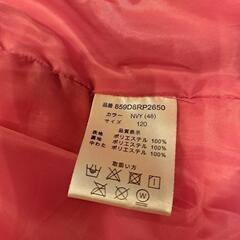 品番 859D8RP2650
カラー NVY (48)
サイズ 120
品質表示
表地 ポリエステル 100%
裏地 ポリエステル 100%
中わた ポリエステル 100%
取扱い方